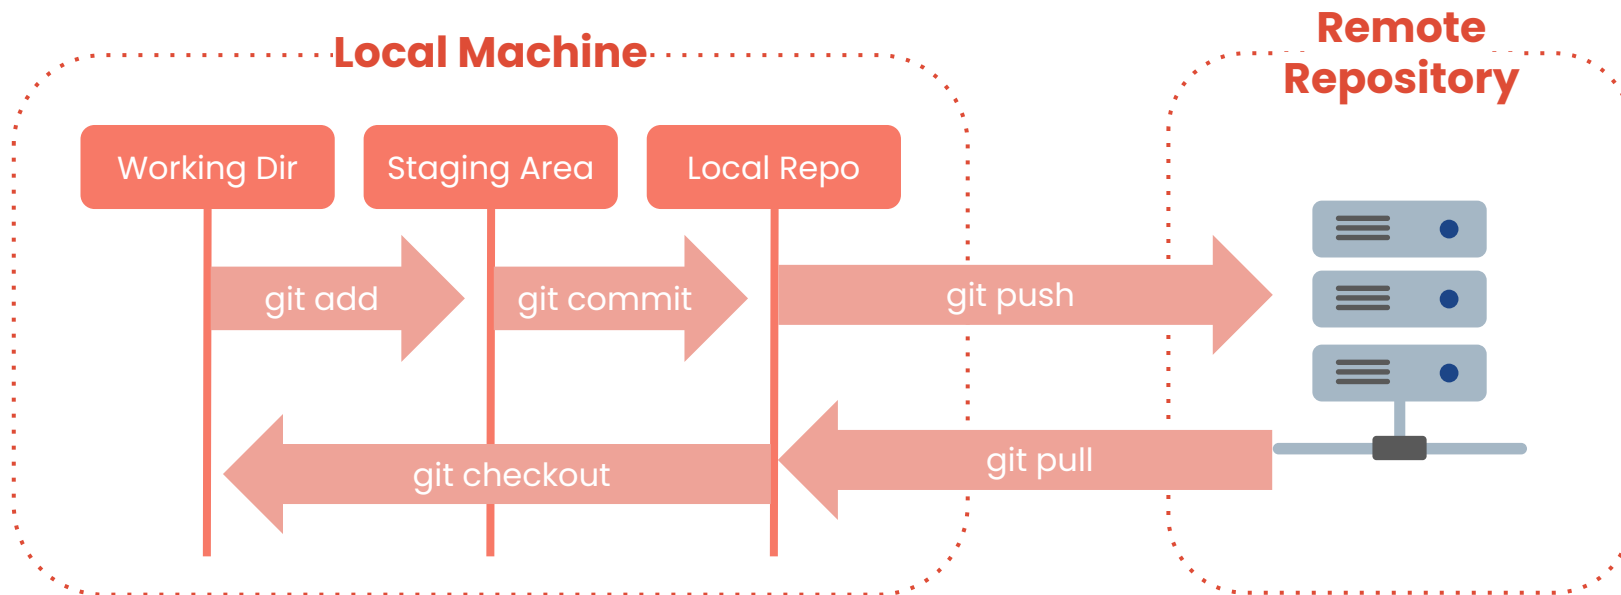 Local Machine
Remote
Repository
Working Dir
Staging Area
Local Repo
git add
git commit
git push
git checkout
git pull